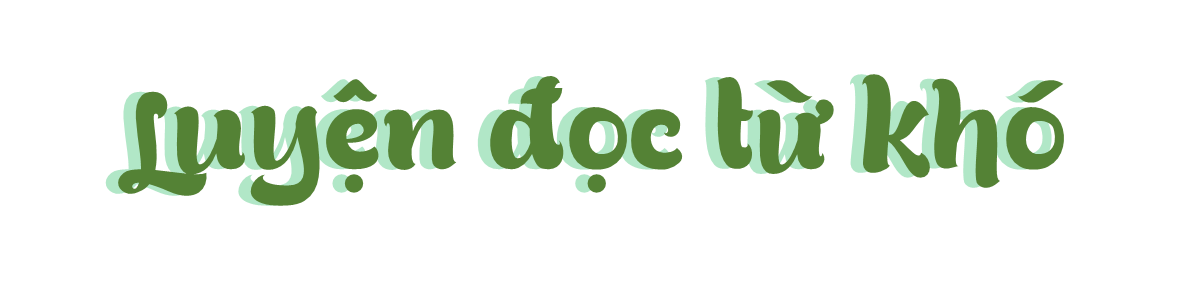 Luyện đọc từ khó